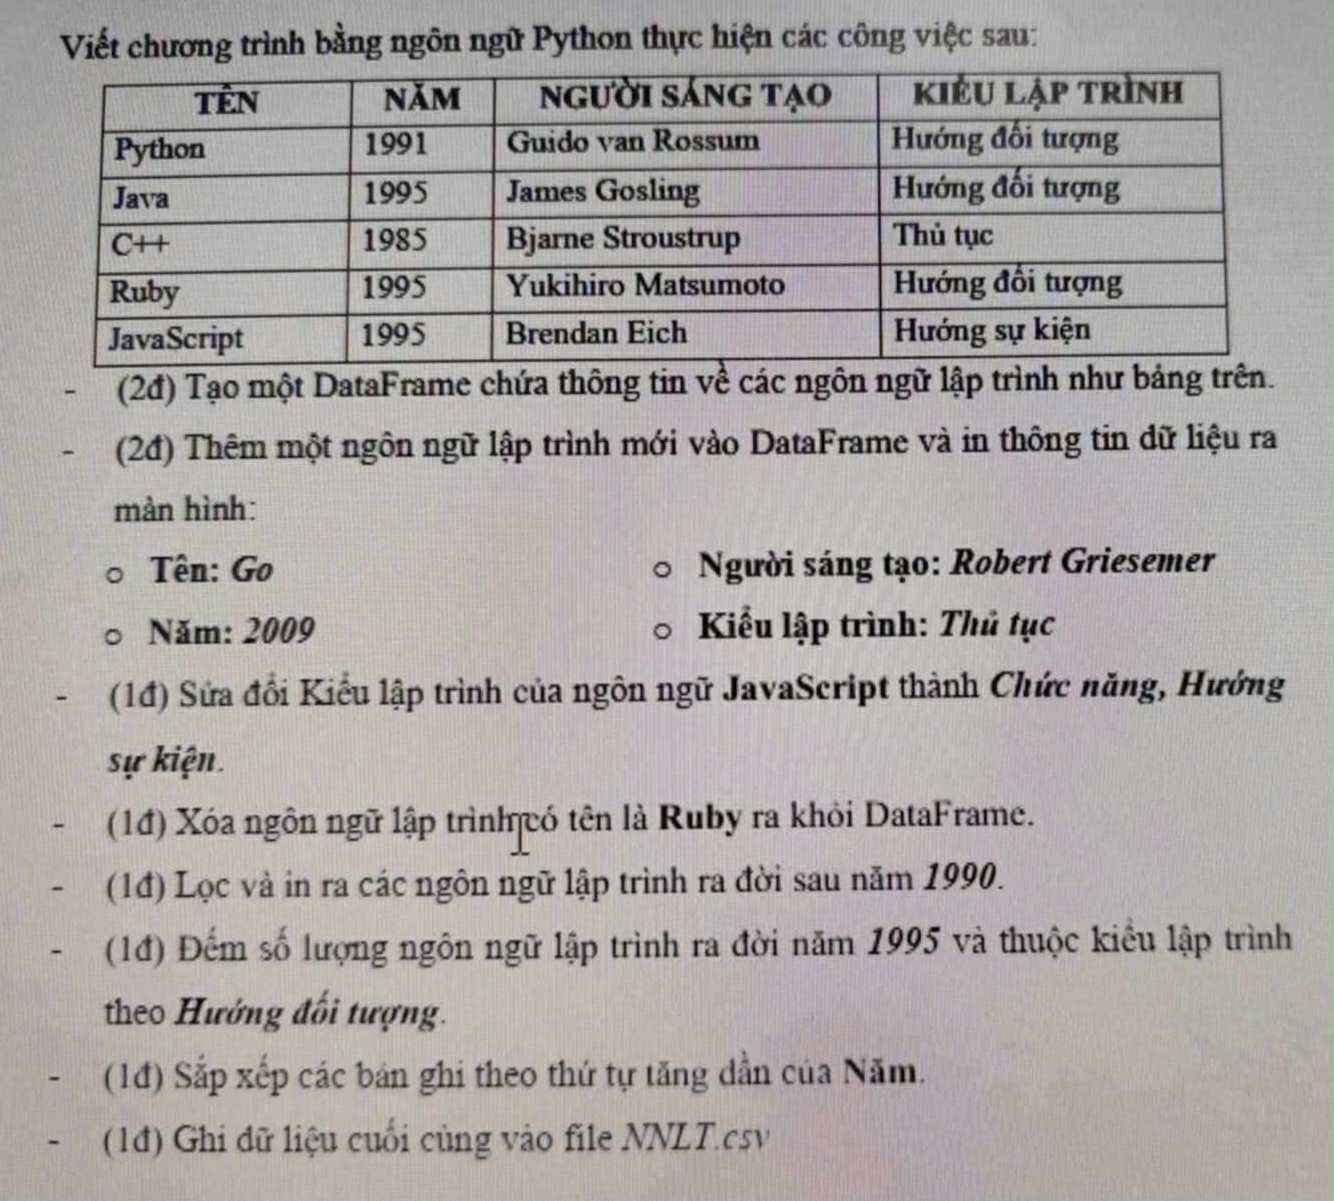 Viết chương trình bằng ngôn ngữ Python thực hiện các công việc sau:
TÊN NĂM NGƯỜI SÁNG TẠO KIỂU LẬP TRÌNH
Python 1991 Guido van Rossum Hướng đối tượng
Java 1995 James Gosling Hướng đối tượng
C++ 1985 Bjarne Stroustrup Thủ tục
Ruby 1995 Yukihiro Matsumoto Hướng đối tượng
JavaScript 1995 Brendan Eich Hướng sự kiện
- (2đ) Tạo một DataFrame chứa thông tin về các ngôn ngữ lập trình như bảng trên.
- (2đ) Thêm một ngôn ngữ lập trình mới vào DataFrame và in thông tin dữ liệu ra
màn hình:
o Tên: Go o Người sáng tạo: Robert Griesemer
o Năm: 2009 o Kiểu lập trình: Thủ tục
- (1đ) Sửa đổi Kiểu lập trình của ngôn ngữ JavaScript thành Chức năng, Hướng
sự kiện.
- (1đ) Xóa ngôn ngữ lập trình có tên là Ruby ra khỏi DataFrame.
- (1đ) Lọc và in ra các ngôn ngữ lập trình ra đời sau năm 1990.
- (1đ) Đếm số lượng ngôn ngữ lập trình ra đời năm 1995 và thuộc kiểu lập trình
theo Hướng đối tượng.
- (1đ) Sắp xếp các bản ghi theo thứ tự tăng dần của Năm.
- (1đ) Ghi dữ liệu cuối cùng vào file NNLT.csv